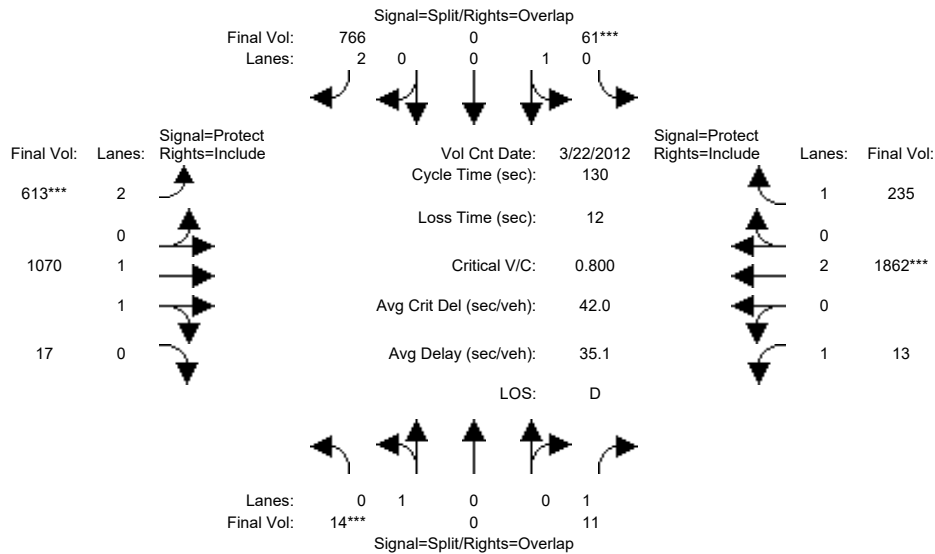 Signal=Split/Rights=Overlap
Final Vol: 766 0 61***
Lanes: 2 0 0 1 0
Signal=Protect
Final Vol: Lanes: Rights=Include
Vol Cnt Date: 3/22/2012
Signal=Protect
Rights=Include Lanes: Final Vol:
Cycle Time (sec): 130
613*** 2
1 235
Loss Time (sec): 12
0
0
1070 1
Critical V/C: 0.800
2 1862***
1
Avg Crit Del (sec/veh): 42.0
0
17 0
Avg Delay (sec/veh): 35.1
1 13
LOS: D
Lanes: 0 1 0 0 1
Final Vol: 14*** 0 11
Signal=Split/Rights=Overlap